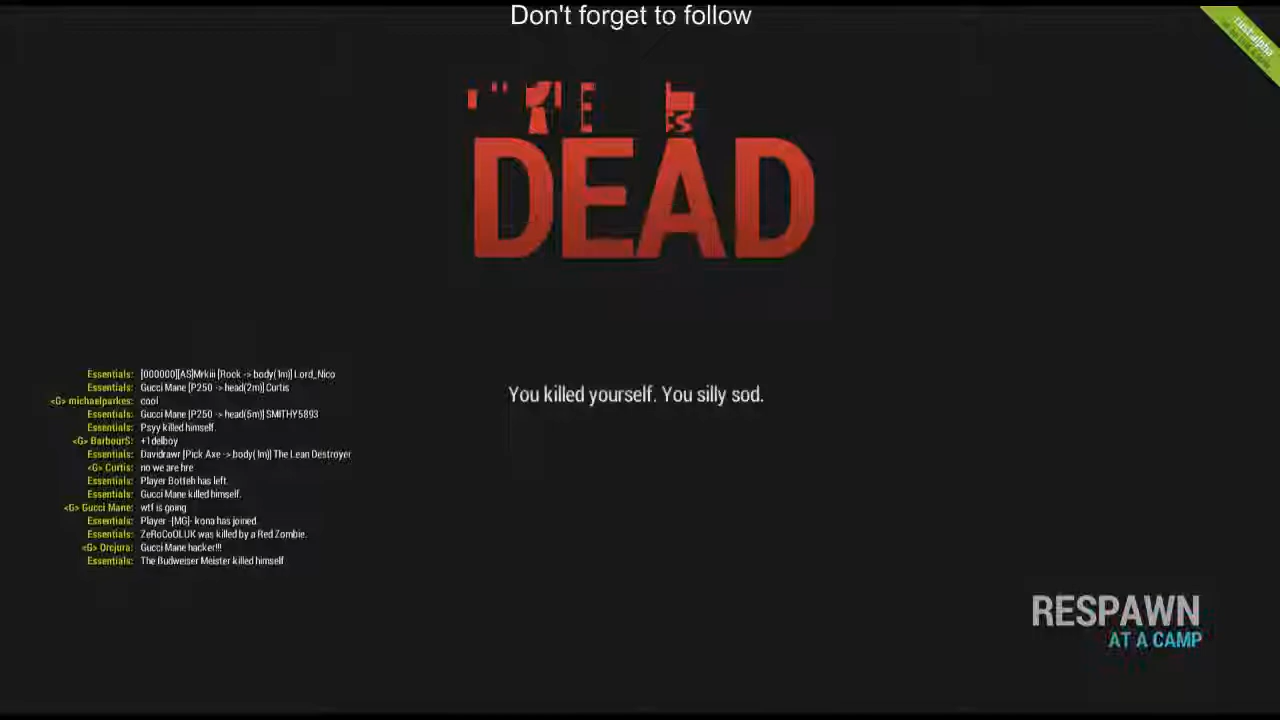 Don't forget to follow
rustalpha
DEAD
Essentials: [000000][AS]Mrkiii [Rock -> body(1m)] Lord_Nico
Essentials: Gucci Mane [P250 -> head(2m)] Curtis
<G> michaelparkes: cool
Essentials: Gucci Mane [P250 -> head(5m)] SMITHY5893
Essentials: Psyy killed himself.
<G> BarbourS: +1 delboy
Essentials: Davidrawr [Pick Axe -> body(1m)] The Lean Destroyer
<G> Curtis: no we are hre
Essentials: Player Botteh has left.
Essentials: Gucci Mane killed himself.
<G> Gucci Mane: wtf is going
Essentials: Player -[MG]- kona has joined.
Essentials: ZeRoCoOLUK was killed by a Red Zombie.
<G> Orejura: Gucci Mane hacker!!!
Essentials: The Budweiser Meister killed himself
You killed yourself. You silly sod.
RESPAWN
AT A CAMP